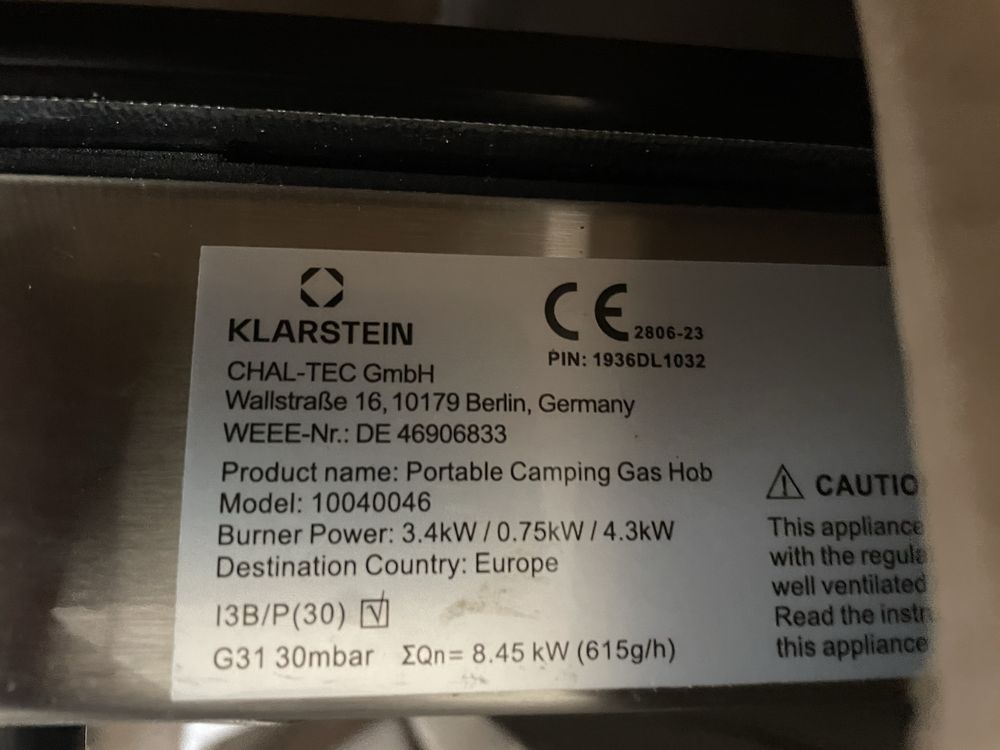 KLARSTEIN
CHAL-TEC GmbH
Wallstraße 16, 10179 Berlin, Germany
WEEE-Nr.: DE 46906833
CE 2806-23
PIN: 1936DL1032
Product name: Portable Camping Gas Hob
Model: 10040046
Burner Power: 3.4kW / 0.75kW / 4.3kW
Destination Country: Europe
I3B/P(30) ☑
G31 30mbar ΣQn= 8.45 kW (615g/h)
⚠ CAUTIO
This appliance
with the regula
well ventilated
Read the instr
this appliance